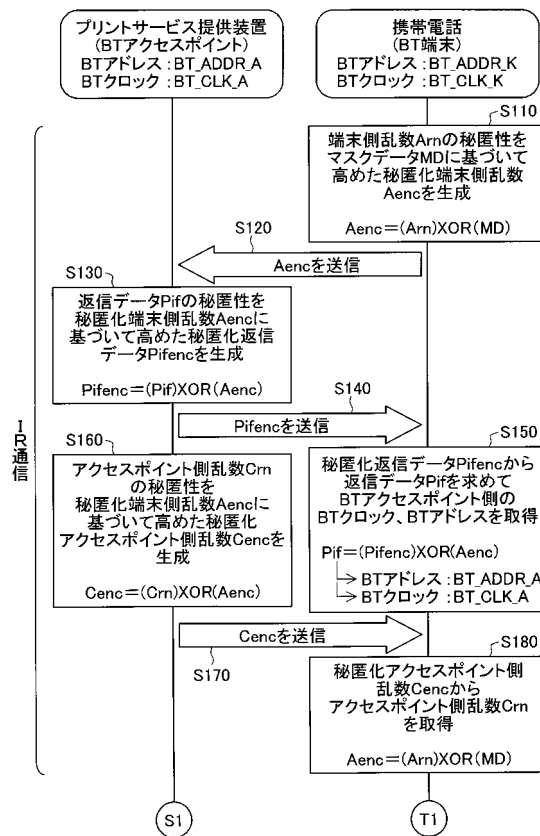 プリントサービス提供装置
(BTアクセスポイント)
BTアドレス:BT_ADDR_A
BTクロック:BT_CLK_A
携帯電話
(BT端末)
BTアドレス:BT_ADDR_K
BTクロック:BT_CLK_K
S110
端末側乱数Arnの秘匿性を
マスクデータMDに基づいて
高めた秘匿化端末側乱数
Aencを生成
Aenc=(Arn)XOR(MD)
S120
Aencを送信
S130
返信データPifの秘匿性を
秘匿化端末側乱数Aencに
基づいて高めた秘匿化返信
データPifencを生成
Pifenc=(Pif)XOR(Aenc)
S140
Pifencを送信
S150
秘匿化返信データPifencから
返信データPifを求めて
BTアクセスポイント側の
BTクロック、BTアドレスを取得
Pif=(Pifenc)XOR(Aenc)
BTアドレス:BT_ADDR_A
BTクロック:BT_CLK_A
S160
アクセスポイント側乱数Crn
の秘匿性を
秘匿化端末側乱数Aencに
基づいて高めた秘匿化
アクセスポイント側乱数Cencを
生成
Cenc=(Crn)XOR(Aenc)
Cencを送信
S170
S180
秘匿化アクセスポイント側
乱数Cencから
アクセスポイント側乱数Crn
を取得
Aenc=(Arn)XOR(MD)
IR通信
S1
T1